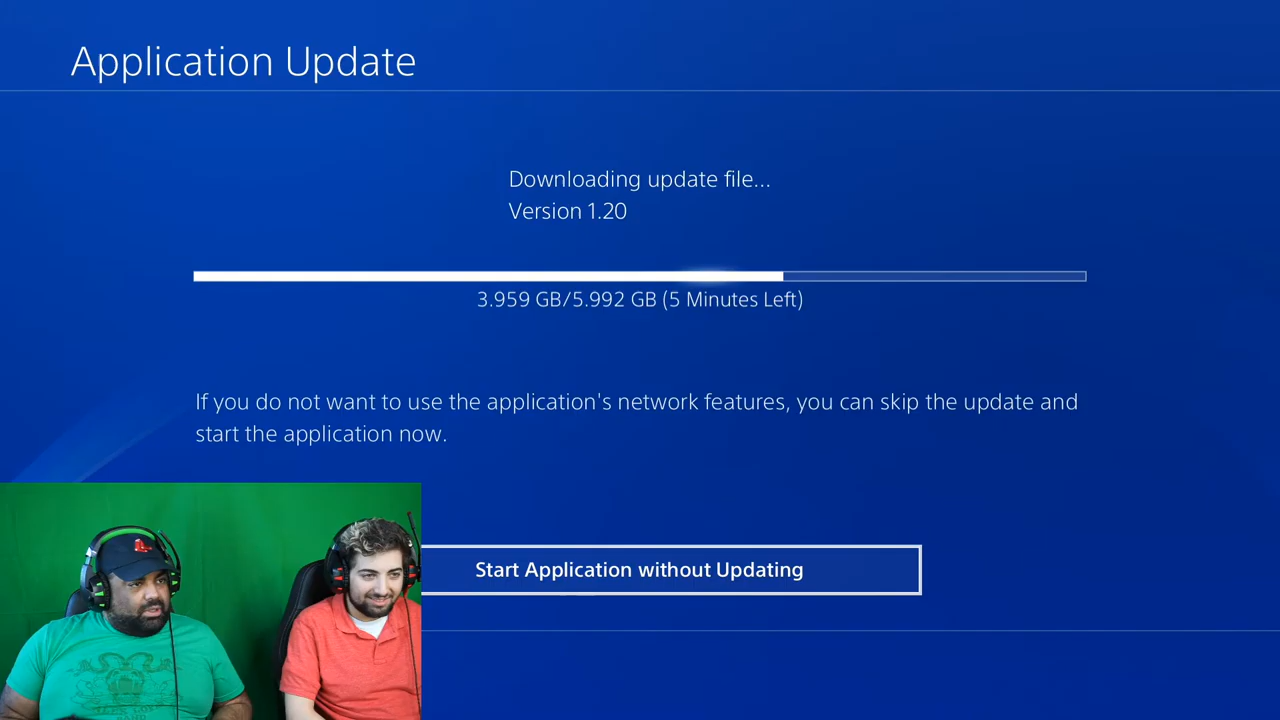 Application Update
Downloading update file...
Version 1.20
3.959 GB/5.992 GB (5 Minutes Left)
If you do not want to use the application's network features, you can skip the update and
start the application now.
Start Application without Updating